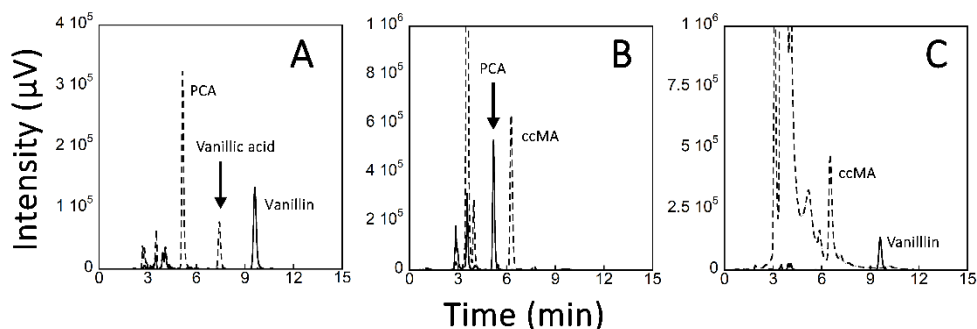 Intensity (µV)
4 10⁵
3 10⁵
2 10⁵
1 10⁵
0
0 3 6 9 12 15
A
PCA
Vanillic acid
Vanillin
1 10⁶
8 10⁵
6 10⁵
4 10⁵
2 10⁵
0
0 3 6 9 12 15
B
PCA
ccMA
1 10⁶
7.5 10⁵
5 10⁵
2.5 10⁵
0
0 3 6 9 12 15
C
ccMA
Vanilllin
Time (min)